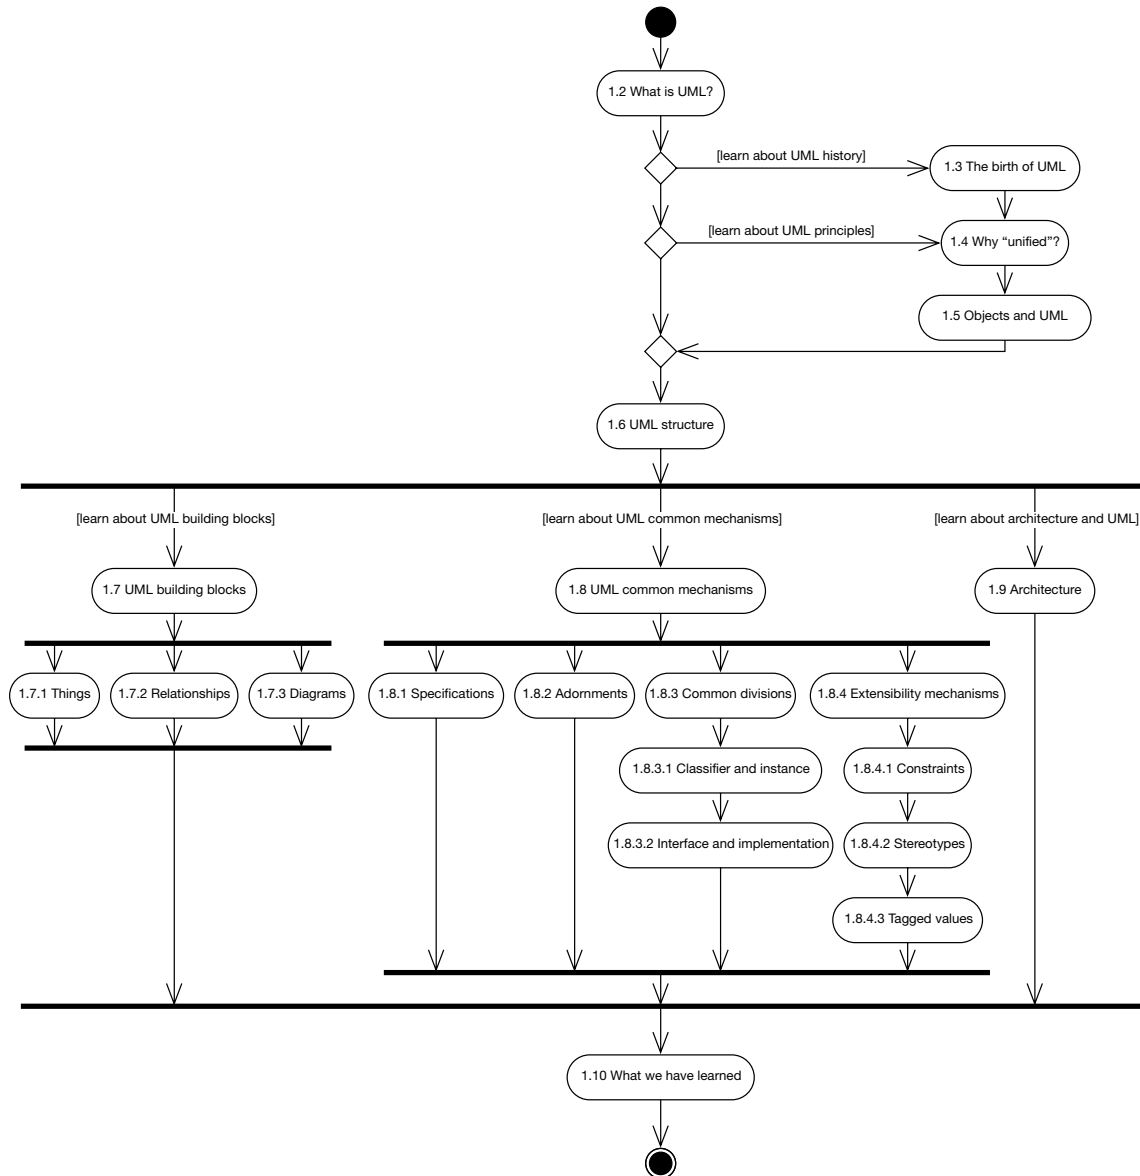 1.2 What is UML?
[learn about UML history]
1.3 The birth of UML
[learn about UML principles]
1.4 Why “unified”?
1.5 Objects and UML
1.6 UML structure
[learn about UML building blocks]
[learn about UML common mechanisms]
[learn about architecture and UML]
1.7 UML building blocks
1.8 UML common mechanisms
1.9 Architecture
1.7.1 Things
1.7.2 Relationships
1.7.3 Diagrams
1.8.1 Specifications
1.8.2 Adornments
1.8.3 Common divisions
1.8.4 Extensibility mechanisms
1.8.3.1 Classifier and instance
1.8.4.1 Constraints
1.8.3.2 Interface and implementation
1.8.4.2 Stereotypes
1.8.4.3 Tagged values
1.10 What we have learned